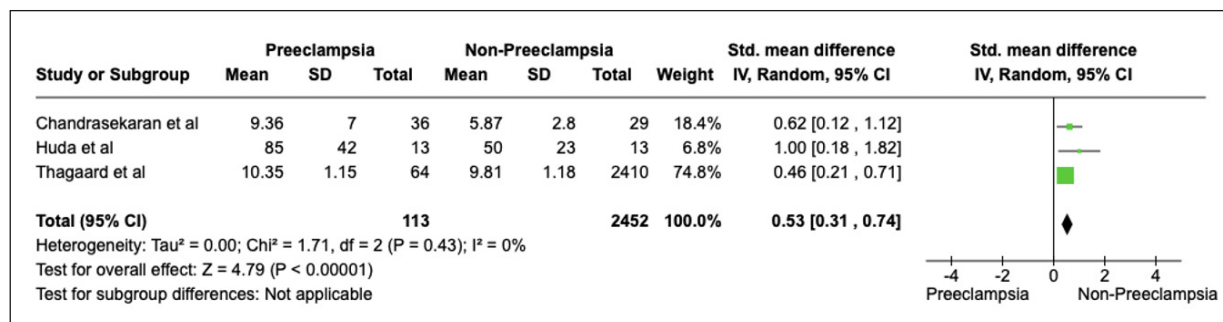 Preeclampsia Non-Preeclampsia Std. mean difference Std. mean difference
Study or Subgroup Mean SD Total Mean SD Total Weight IV, Random, 95% CI IV, Random, 95% CI
Chandrasekaran et al 9.36 7 36 5.87 2.8 29 18.4% 0.62 [0.12 , 1.12]
Huda et al 85 42 13 50 23 13 6.8% 1.00 [0.18 , 1.82]
Thagaard et al 10.35 1.15 64 9.81 1.18 2410 74.8% 0.46 [0.21 , 0.71]
Total (95% CI) 113 2452 100.0% 0.53 [0.31 , 0.74]
Heterogeneity: Tau² = 0.00; Chi² = 1.71, df = 2 (P = 0.43); I² = 0%
Test for overall effect: Z = 4.79 (P < 0.00001)
Test for subgroup differences: Not applicable
-4 -2 0 2 4
Preeclampsia Non-Preeclampsia